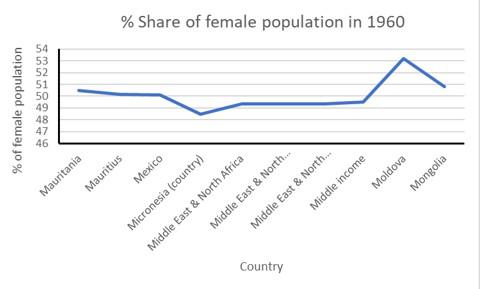 % Share of female population in 1960
% of female population
54
53
52
51
50
49
48
47
46
Mauritania
Mauritius
Mexico
Micronesia (country)
Middle East & North Africa
Middle East & North...
Middle East & North...
Middle income
Moldova
Mongolia
Country